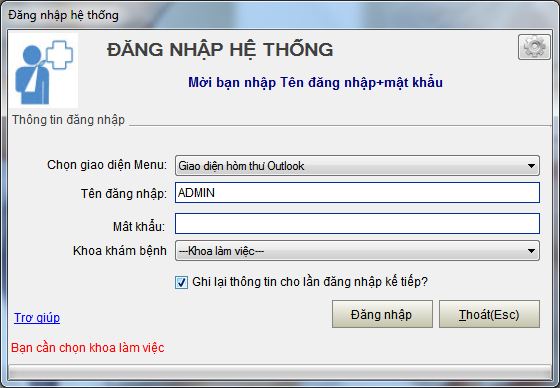 Đăng nhập hệ thống
ĐĂNG NHẬP HỆ THỐNG
Mời bạn nhập Tên đăng nhập+mật khẩu
Thông tin đăng nhập
Chọn giao diện Menu: Giao diện hòm thư Outlook
Tên đăng nhập: ADMIN
Mât khẩu:
Khoa khám bệnh ---Khoa làm việc---
Ghi lại thông tin cho lần đăng nhập kế tiếp?
Trơ giúp Đăng nhập Thoát(Esc)
Bạn cần chọn khoa làm việc